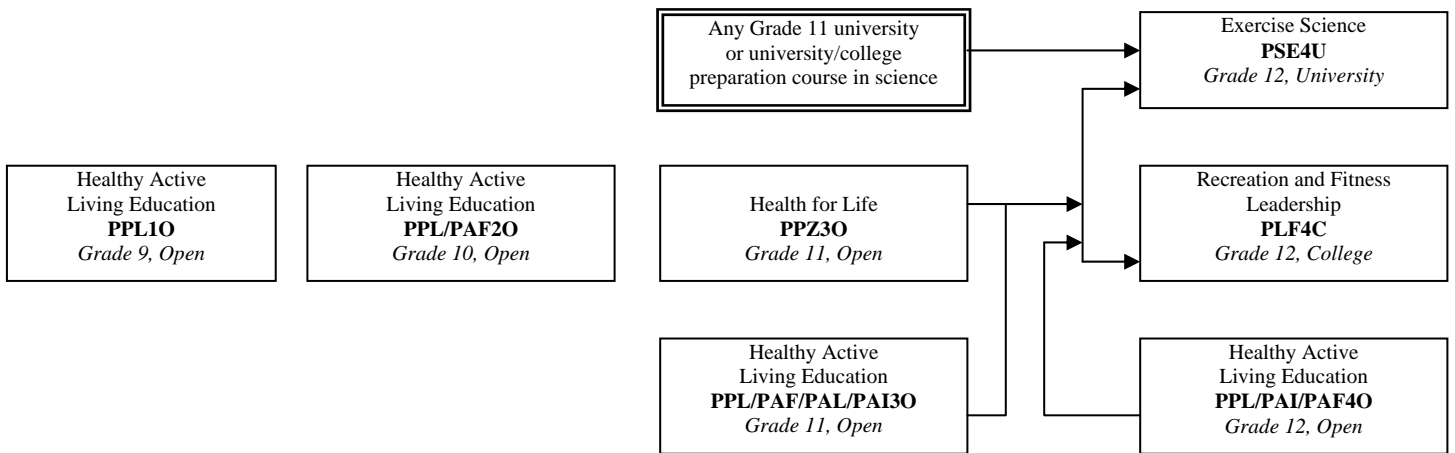 Any Grade 11 university
or university/college
preparation course in science
Exercise Science
PSE4U
Grade 12, University
Healthy Active
Living Education
PPL1O
Grade 9, Open
Healthy Active
Living Education
PPL/PAF2O
Grade 10, Open
Health for Life
PPZ3O
Grade 11, Open
Recreation and Fitness
Leadership
PLF4C
Grade 12, College
Healthy Active
Living Education
PPL/PAF/PAL/PAI3O
Grade 11, Open
Healthy Active
Living Education
PPL/PAI/PAF4O
Grade 12, Open